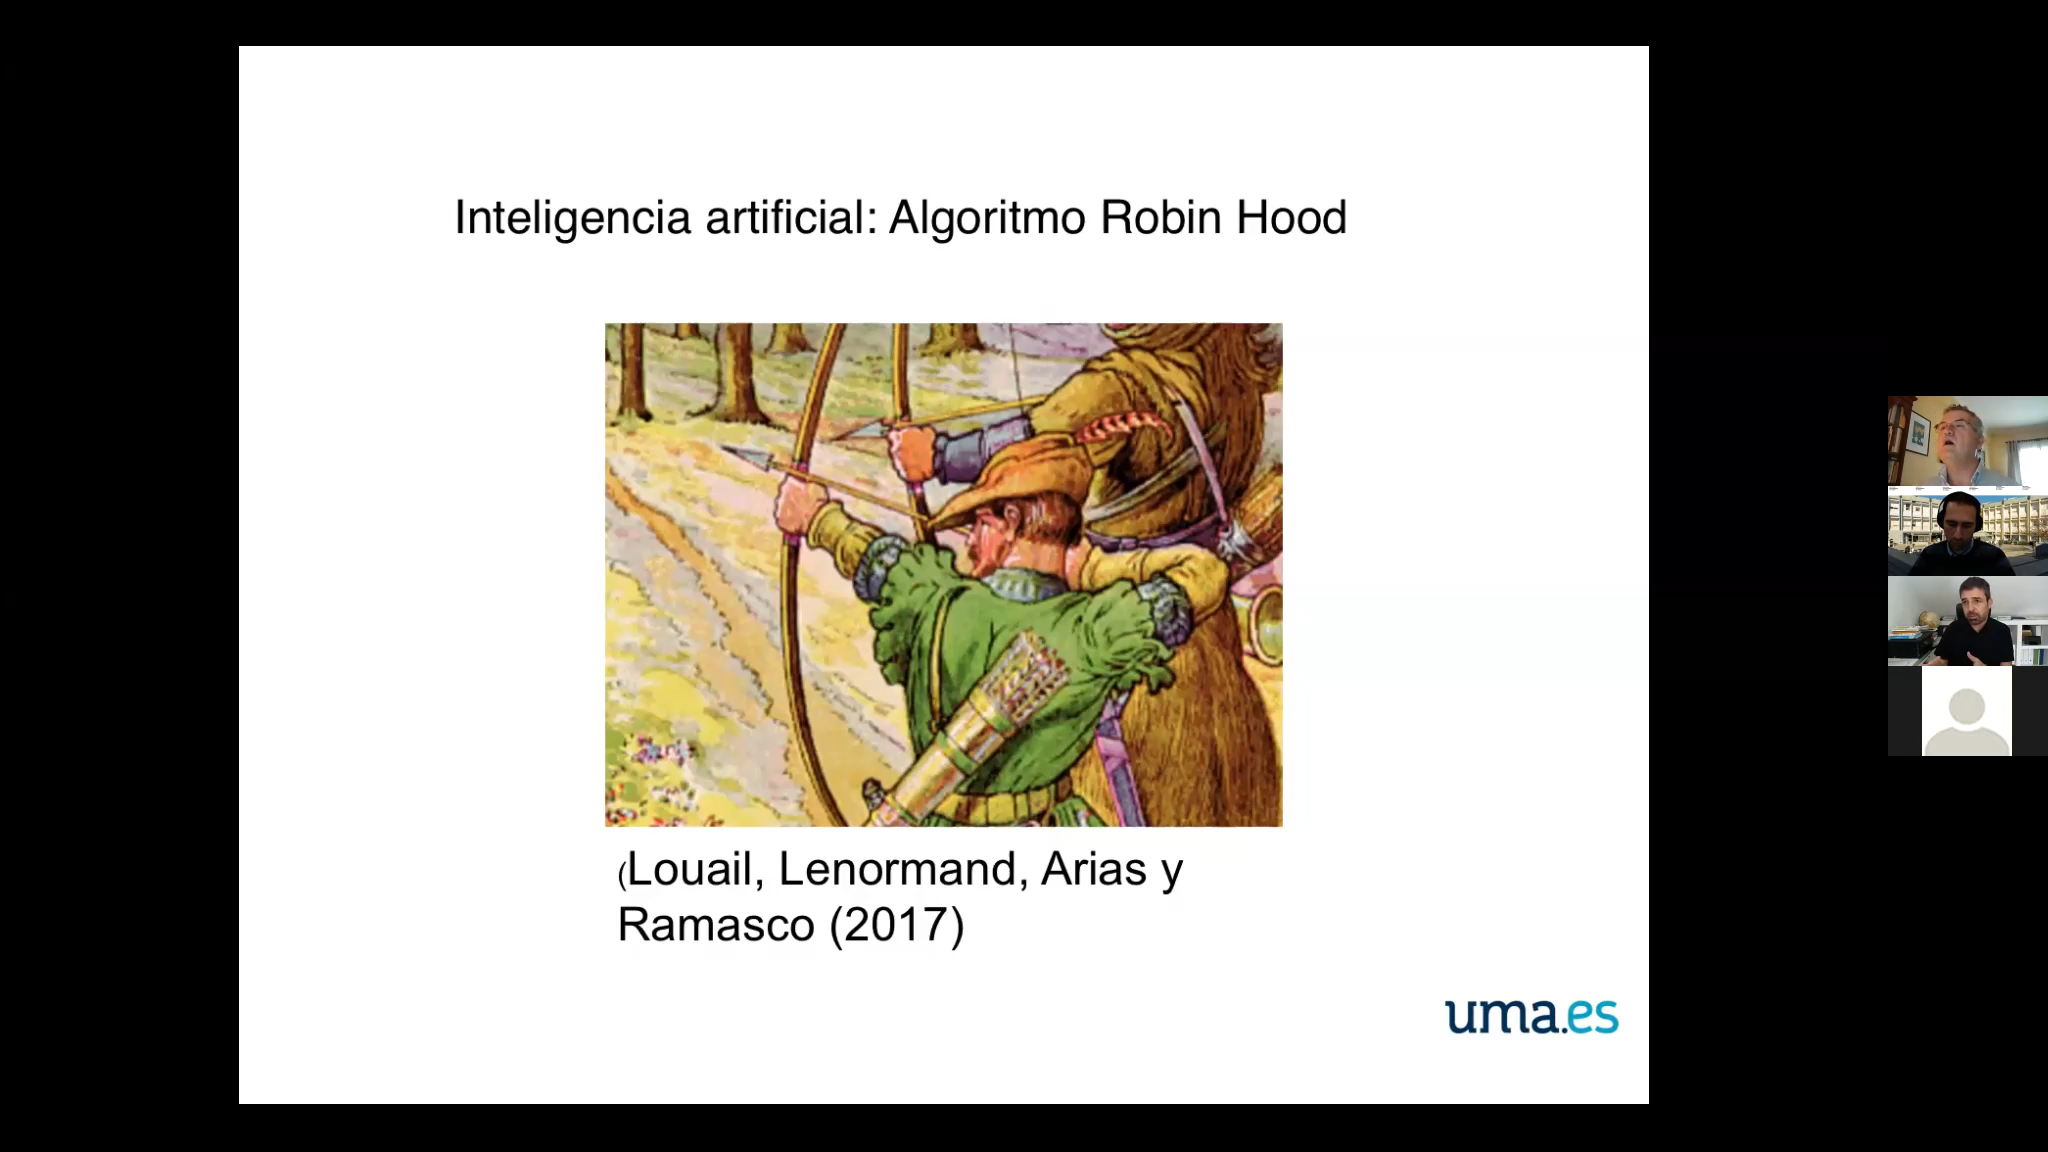 Inteligencia artificial: Algoritmo Robin Hood
(Louail, Lenormand, Arias y
Ramasco (2017)
uma.es